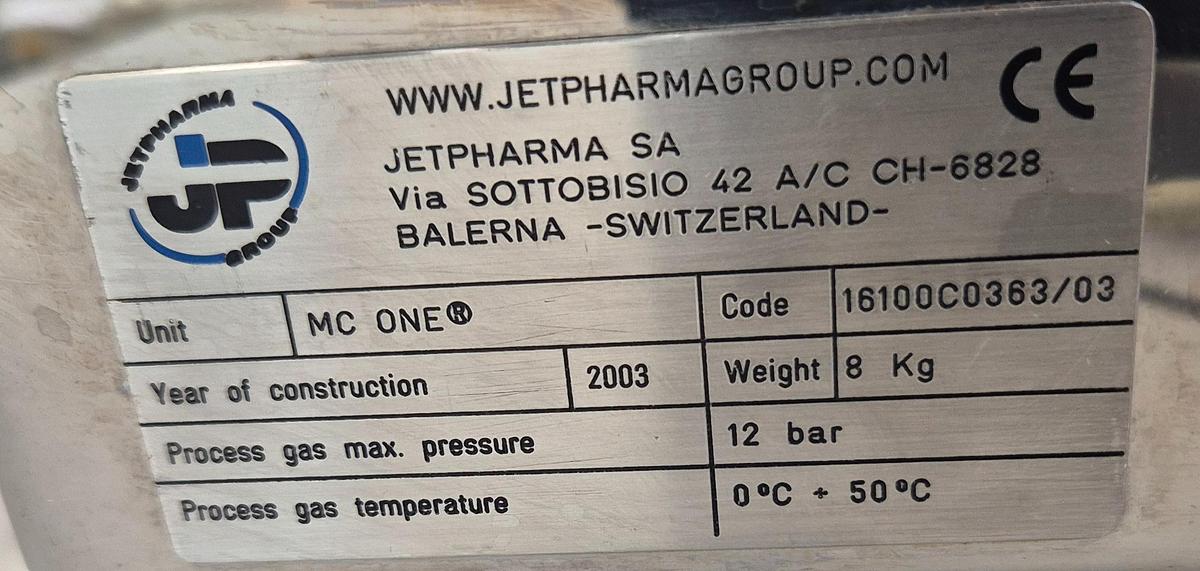 JETPHARMA
JP
GROUP
WWW.JETPHARMAGROUP.COM
CE
JETPHARMA SA
Via SOTTOBISIO 42 A/C CH-6828
BALERNA -SWITZERLAND-
Unit MC ONE® Code 16100C0363/03
Year of construction 2003 Weight 8 Kg
Process gas max. pressure 12 bar
Process gas temperature 0°C ÷ 50°C